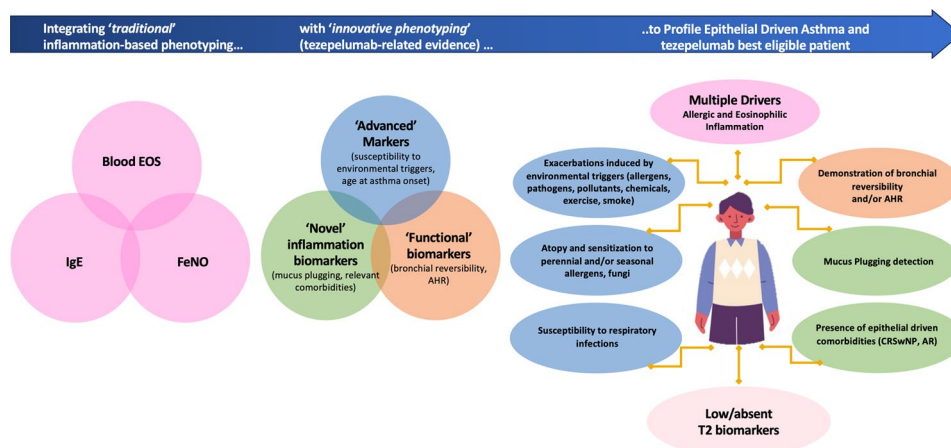 Integrating ‘traditional’
inflammation-based phenotyping...
with ‘innovative phenotyping’
(tezepelumab-related evidence) ...
..to Profile Epithelial Driven Asthma and
tezepelumab best eligible patient
Blood EOS
IgE
FeNO
‘Advanced’
Markers
(susceptibility to
environmental triggers,
age at asthma onset)
‘Novel’
inflammation
biomarkers
(mucus plugging, relevant
comorbidities)
‘Functional’
biomarkers
(bronchial reversibility,
AHR)
Multiple Drivers
Allergic and Eosinophilic
Inflammation
Exacerbations induced by
environmental triggers (allergens,
pathogens, pollutants, chemicals,
exercise, smoke)
Demonstration of bronchial
reversibility
and/or AHR
Atopy and sensitization to
perennial and/or seasonal
allergens, fungi
Mucus Plugging detection
Susceptibility to respiratory
infections
Presence of epithelial driven
comorbidities (CRSwNP, AR)
Low/absent
T2 biomarkers